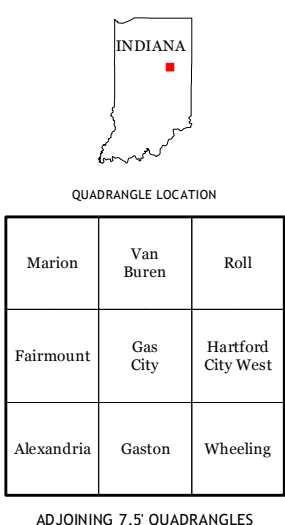 INDIANA
QUADRANGLE LOCATION
Marion
Van
Buren
Roll
Fairmount
Gas
City
Hartford
City West
Alexandria
Gaston
Wheeling
ADJOINING 7.5' QUADRANGLES